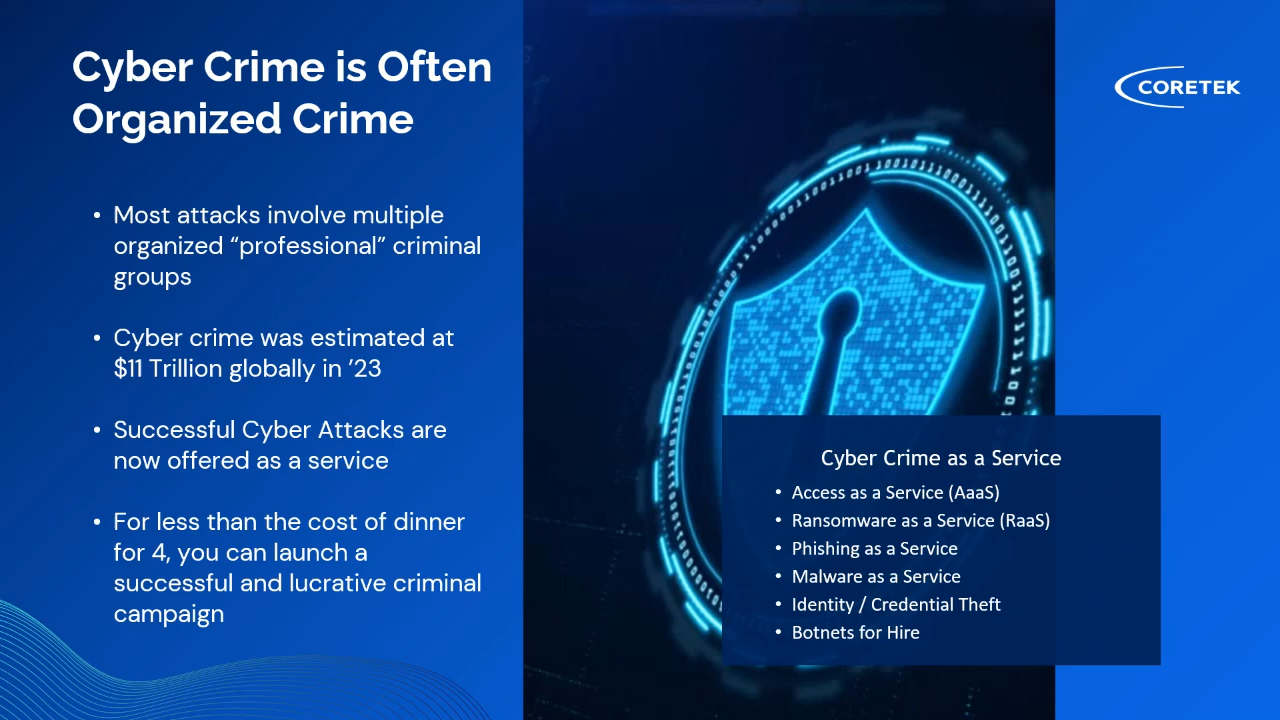 Cyber Crime is Often
Organized Crime
• Most attacks involve multiple
organized “professional” criminal
groups
• Cyber crime was estimated at
$11 Trillion globally in ’23
• Successful Cyber Attacks are
now offered as a service
• For less than the cost of dinner
for 4, you can launch a
successful and lucrative criminal
campaign
CORETEK
Cyber Crime as a Service
• Access as a Service (AaaS)
• Ransomware as a Service (RaaS)
• Phishing as a Service
• Malware as a Service
• Identity / Credential Theft
• Botnets for Hire